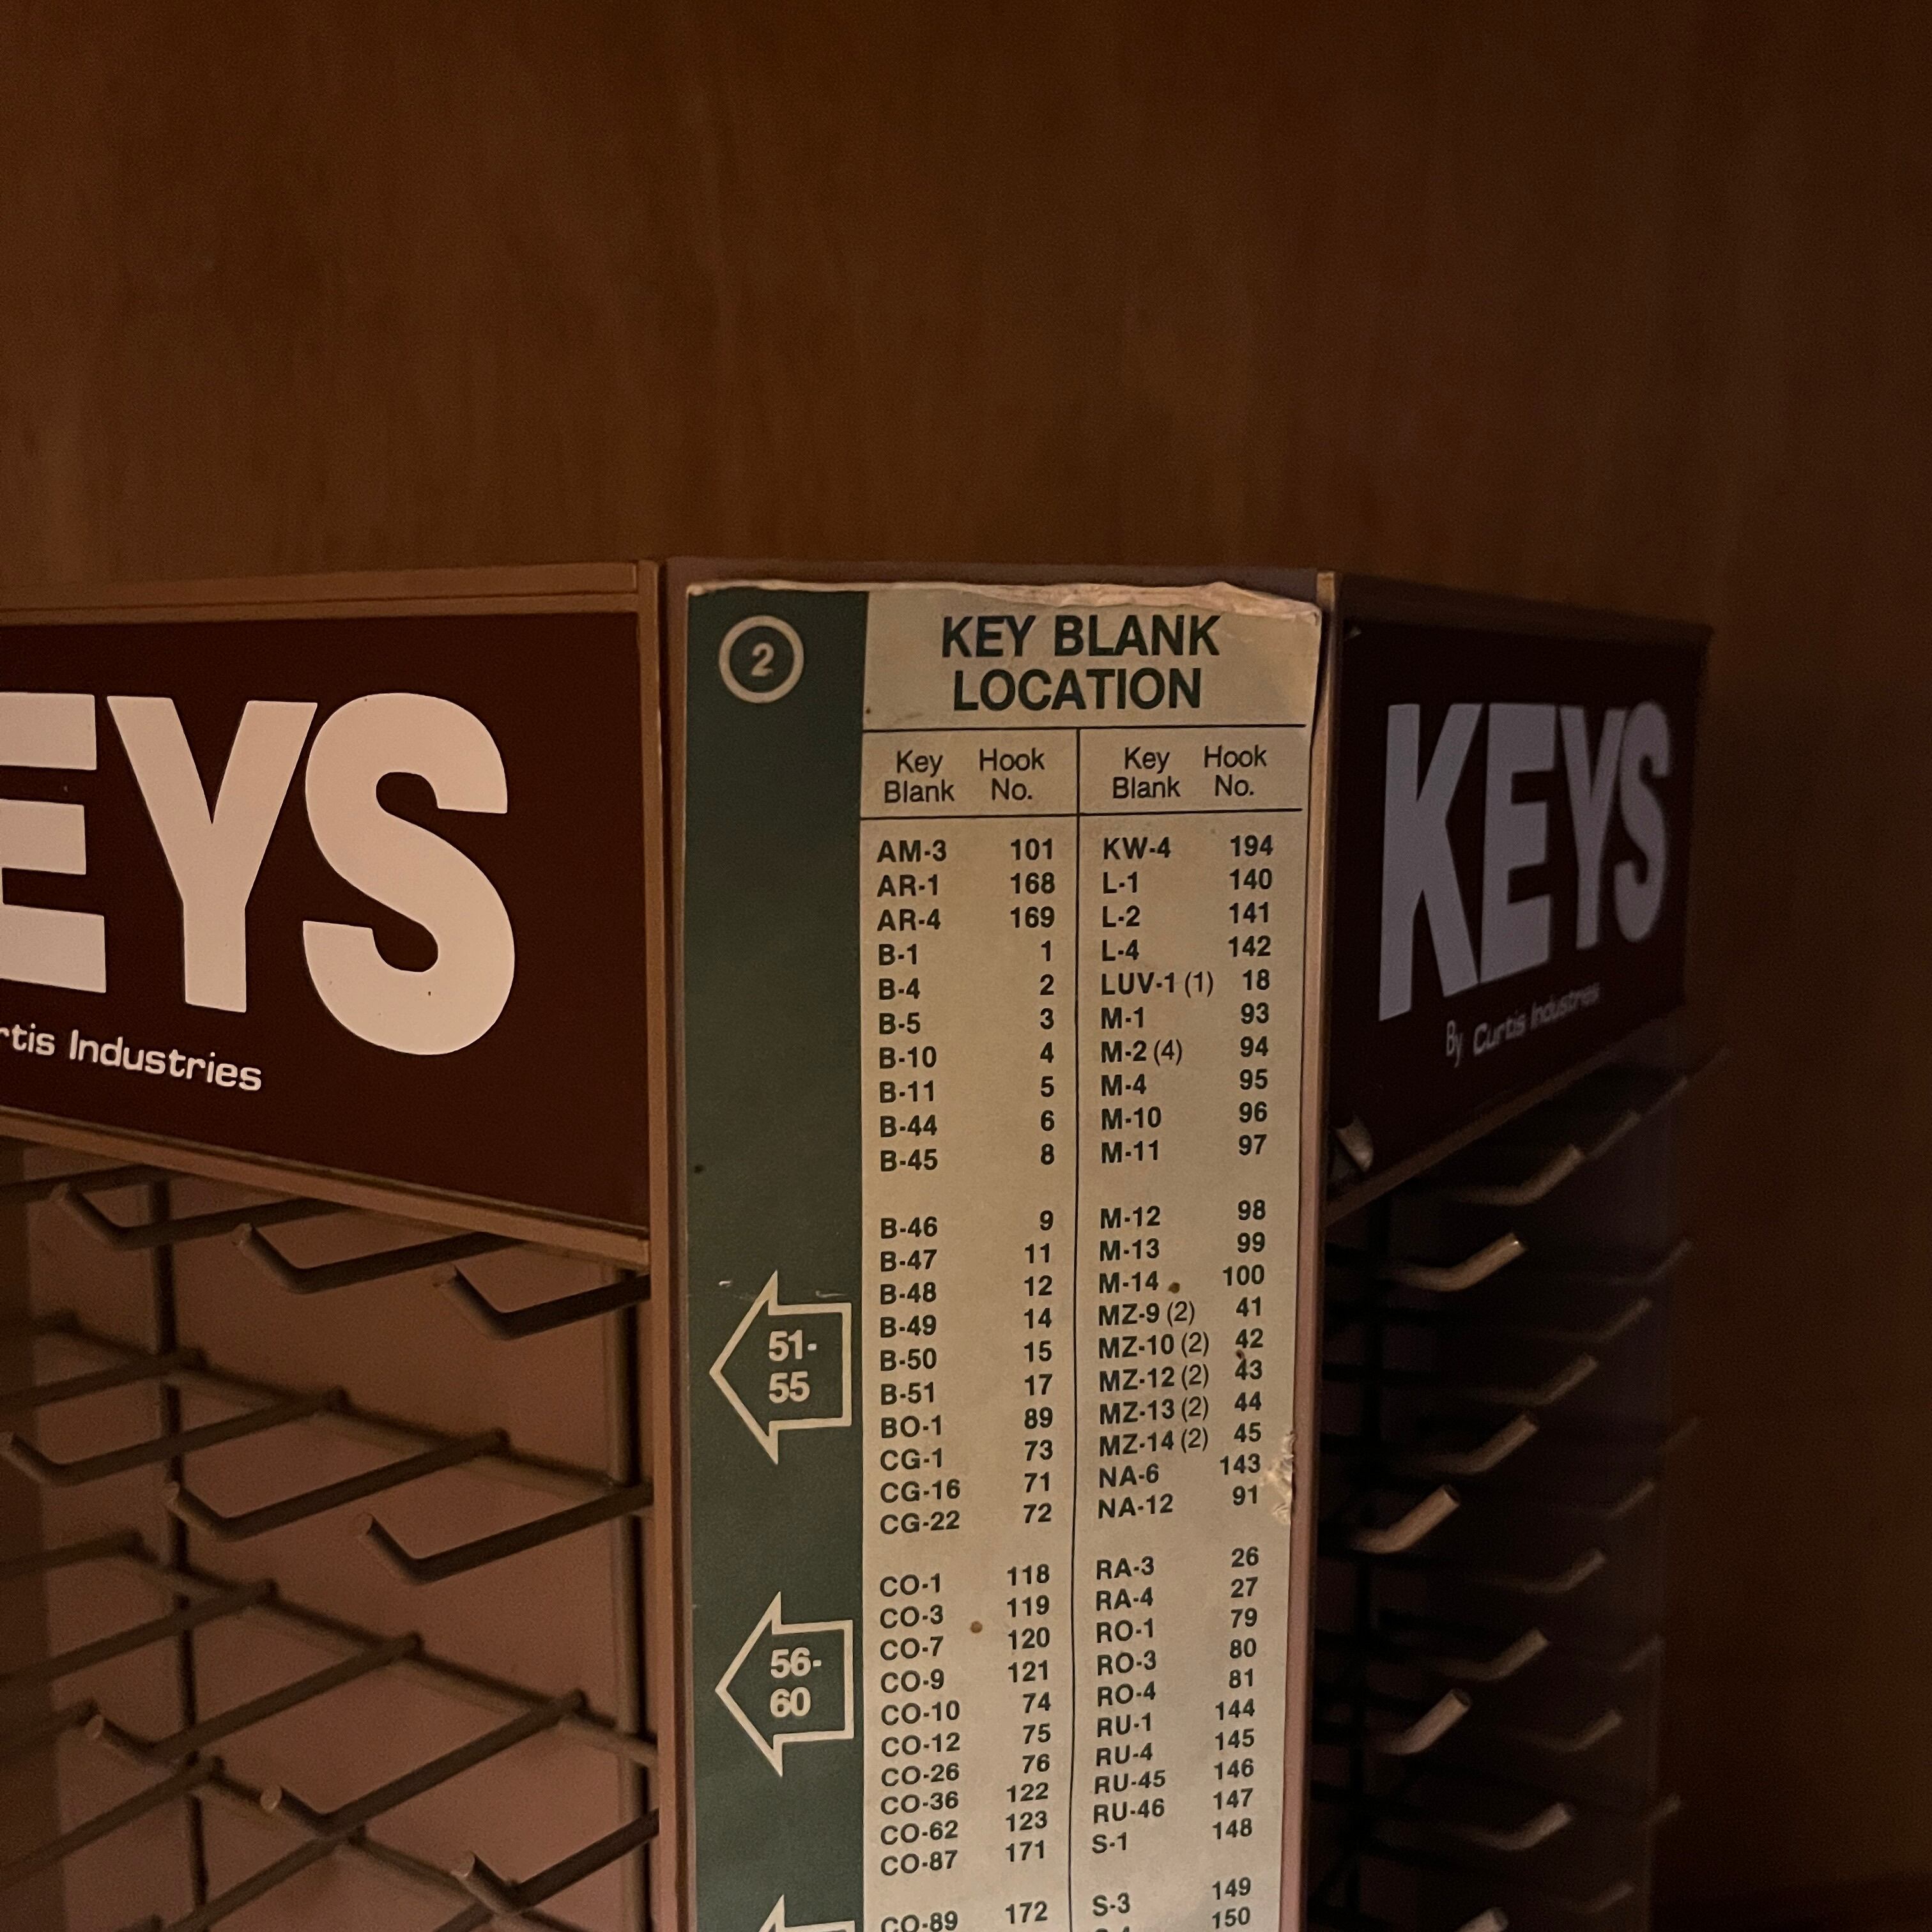 EYS
rtis Industries
2
KEY BLANK
LOCATION
Key Blank Hook No. Key Blank Hook No.
AM-3 101 KW-4 194
AR-1 168 L-1 140
AR-4 169 L-2 141
B-1 1 L-4 142
B-4 2 LUV-1 (1) 18
B-5 3 M-1 93
B-10 4 M-2 (4) 94
B-11 5 M-4 95
B-44 6 M-10 96
B-45 8 M-11 97
B-46 9 M-12 98
B-47 11 M-13 99
B-48 12 M-14 100
B-49 14 MZ-9 (2) 41
B-50 15 MZ-10 (2) 42
B-51 17 MZ-12 (2) 43
BO-1 89 MZ-13 (2) 44
CG-1 73 MZ-14 (2) 45
CG-16 71 NA-6 143
CG-22 72 NA-12 91
CO-1 118 RA-3 26
CO-3 119 RA-4 27
CO-7 120 RO-1 79
CO-9 121 RO-3 80
CO-10 74 RO-4 81
CO-12 75 RU-1 144
CO-26 76 RU-4 145
CO-36 122 RU-45 146
CO-62 123 RU-46 147
CO-87 171 S-1 148
CO-89 172 S-3 149
150
51-
55
56-
60
KEYS
By Curtis Industries